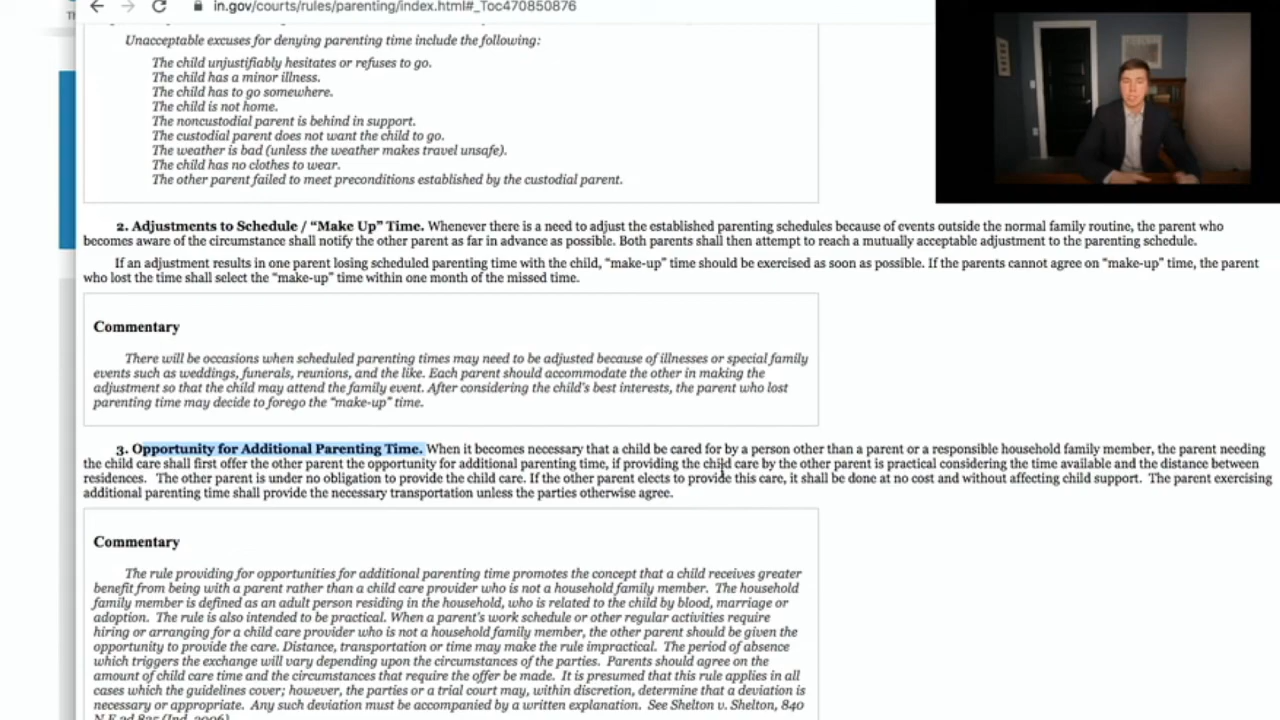 in.gov/courts/rules/parenting/index.html#_Toc470850876
Unacceptable excuses for denying parenting time include the following:
The child unjustifiably hesitates or refuses to go.
The child has a minor illness.
The child has to go somewhere.
The child is not home.
The noncustodial parent is behind in support.
The custodial parent does not want the child to go.
The weather is bad (unless the weather makes travel unsafe).
The child has no clothes to wear.
The other parent failed to meet preconditions established by the custodial parent.
2. Adjustments to Schedule / “Make Up” Time. Whenever there is a need to adjust the established parenting schedules because of events outside the normal family routine, the parent who
becomes aware of the circumstance shall notify the other parent as far in advance as possible. Both parents shall then attempt to reach a mutually acceptable adjustment to the parenting schedule.
If an adjustment results in one parent losing scheduled parenting time with the child, “make-up” time should be exercised as soon as possible. If the parents cannot agree on “make-up” time, the parent
who lost the time shall select the “make-up” time within one month of the missed time.
Commentary
There will be occasions when scheduled parenting times may need to be adjusted because of illnesses or special family
events such as weddings, funerals, reunions, and the like. Each parent should accommodate the other in making the
adjustment so that the child may attend the family event. After considering the child’s best interests, the parent who lost
parenting time may decide to forego the “make-up” time.
3. Opportunity for Additional Parenting Time. When it becomes necessary that a child be cared for by a person other than a parent or a responsible household family member, the parent needing
the child care shall first offer the other parent the opportunity for additional parenting time, if providing the child care by the other parent is practical considering the time available and the distance between
residences. The other parent is under no obligation to provide the child care. If the other parent elects to provide this care, it shall be done at no cost and without affecting child support. The parent exercising
additional parenting time shall provide the necessary transportation unless the parties otherwise agree.
Commentary
The rule providing for opportunities for additional parenting time promotes the concept that a child receives greater
benefit from being with a parent rather than a child care provider who is not a household family member. The household
family member is defined as an adult person residing in the household, who is related to the child by blood, marriage or
adoption. The rule is also intended to be practical. When a parent’s work schedule or other regular activities require
hiring or arranging for a child care provider who is not a household family member, the other parent should be given the
opportunity to provide the care. Distance, transportation or time may make the rule impractical. The period of absence
which triggers the exchange will vary depending upon the circumstances of the parties. Parents should agree on the
amount of child care time and the circumstances that require the offer be made. It is presumed that this rule applies in all
cases which the guidelines cover; however, the parties or a trial court may, within discretion, determine that a deviation is
necessary or appropriate. Any such deviation must be accompanied by a written explanation. See Shelton v. Shelton, 840
N.E.2d 835 (Ind. 2006)